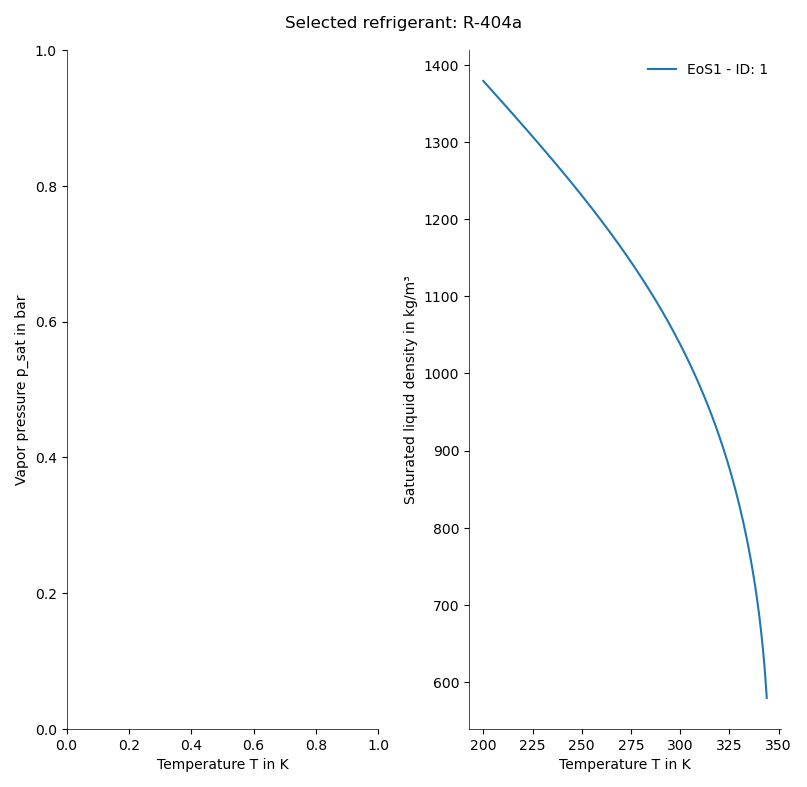 Selected refrigerant: R-404a
1.0
0.8
0.6
0.4
0.2
0.0
0.0 0.2 0.4 0.6 0.8 1.0
Temperature T in K
Vapor pressure p_sat in bar
1400
1300
1200
1100
1000
900
800
700
600
200 225 250 275 300 325 350
Temperature T in K
Saturated liquid density in kg/m³
EoS1 - ID: 1